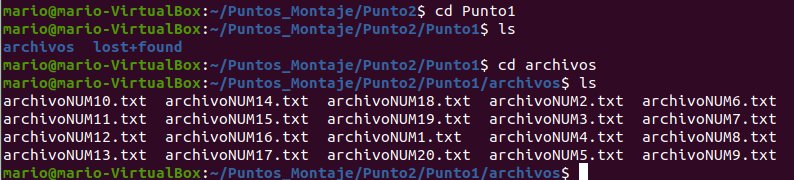 mario@mario-VirtualBox:~/Puntos_Montaje/Punto2$ cd Punto1
mario@mario-VirtualBox:~/Puntos_Montaje/Punto2/Punto1$ ls
archivos  lost+found
mario@mario-VirtualBox:~/Puntos_Montaje/Punto2/Punto1$ cd archivos
mario@mario-VirtualBox:~/Puntos_Montaje/Punto2/Punto1/archivos$ ls
archivoNUM10.txt  archivoNUM14.txt  archivoNUM18.txt  archivoNUM2.txt  archivoNUM6.txt
archivoNUM11.txt  archivoNUM15.txt  archivoNUM19.txt  archivoNUM3.txt  archivoNUM7.txt
archivoNUM12.txt  archivoNUM16.txt  archivoNUM1.txt   archivoNUM4.txt  archivoNUM8.txt
archivoNUM13.txt  archivoNUM17.txt  archivoNUM20.txt  archivoNUM5.txt  archivoNUM9.txt
mario@mario-VirtualBox:~/Puntos_Montaje/Punto2/Punto1/archivos$